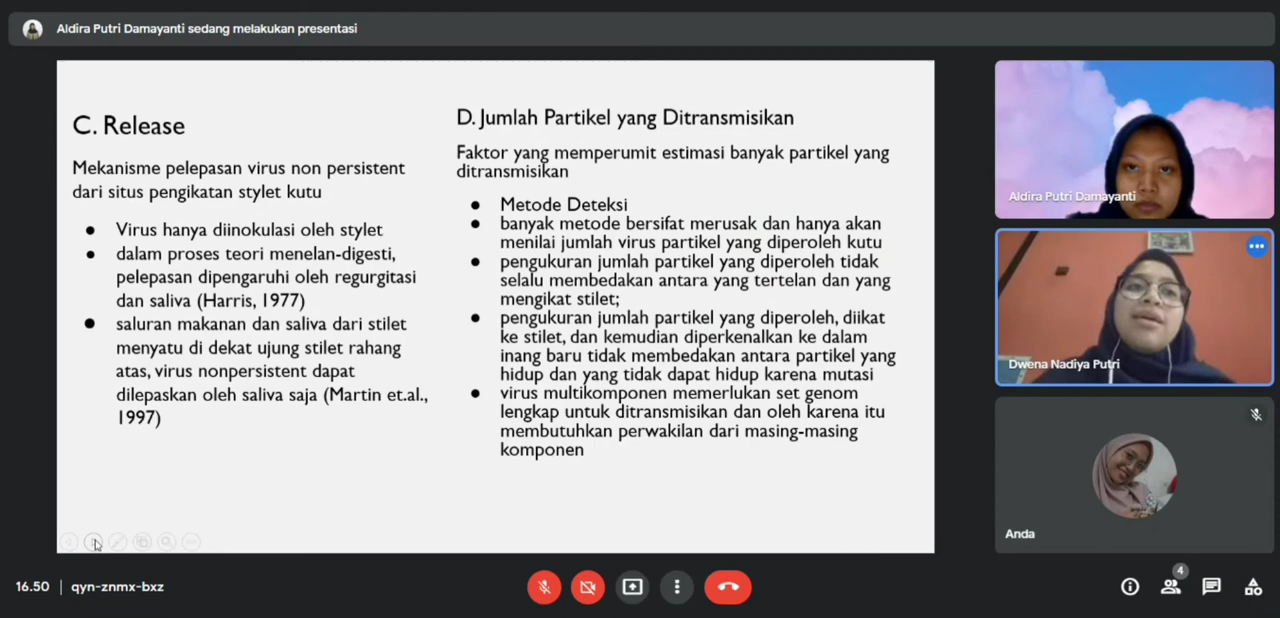 Aldira Putri Damayanti sedang melakukan presentasi
C. Release
Mekanisme pelepasan virus non persistent
dari situs pengikatan stylet kutu
● Virus hanya diinokulasi oleh stylet
● dalam proses teori menelan-digesti,
pelepasan dipengaruhi oleh regurgitasi
dan saliva (Harris, 1977)
● saluran makanan dan saliva dari stilet
menyatu di dekat ujung stilet rahang
atas, virus nonpersistent dapat
dilepaskan oleh saliva saja (Martin et.al.,
1997)
D. Jumlah Partikel yang Ditransmisikan
Faktor yang memperumit estimasi banyak partikel yang
ditransmisikan
● Metode Deteksi
● banyak metode bersifat merusak dan hanya akan
menilai jumlah virus partikel yang diperoleh kutu
● pengukuran jumlah partikel yang diperoleh tidak
selalu membedakan antara yang tertelan dan yang
mengikat stilet;
● pengukuran jumlah partikel yang diperoleh, diikat
ke stilet, dan kemudian diperkenalkan ke dalam
inang baru tidak membedakan antara partikel yang
hidup dan yang tidak dapat hidup karena mutasi
● virus multikomponen memerlukan set genom
lengkap untuk ditransmisikan dan oleh karena itu
membutuhkan perwakilan dari masing-masing
komponen
Aldira Putri Damayanti
Dwena Nadiya Putri
Anda
16.50 | qyn-znmx-bxz
4